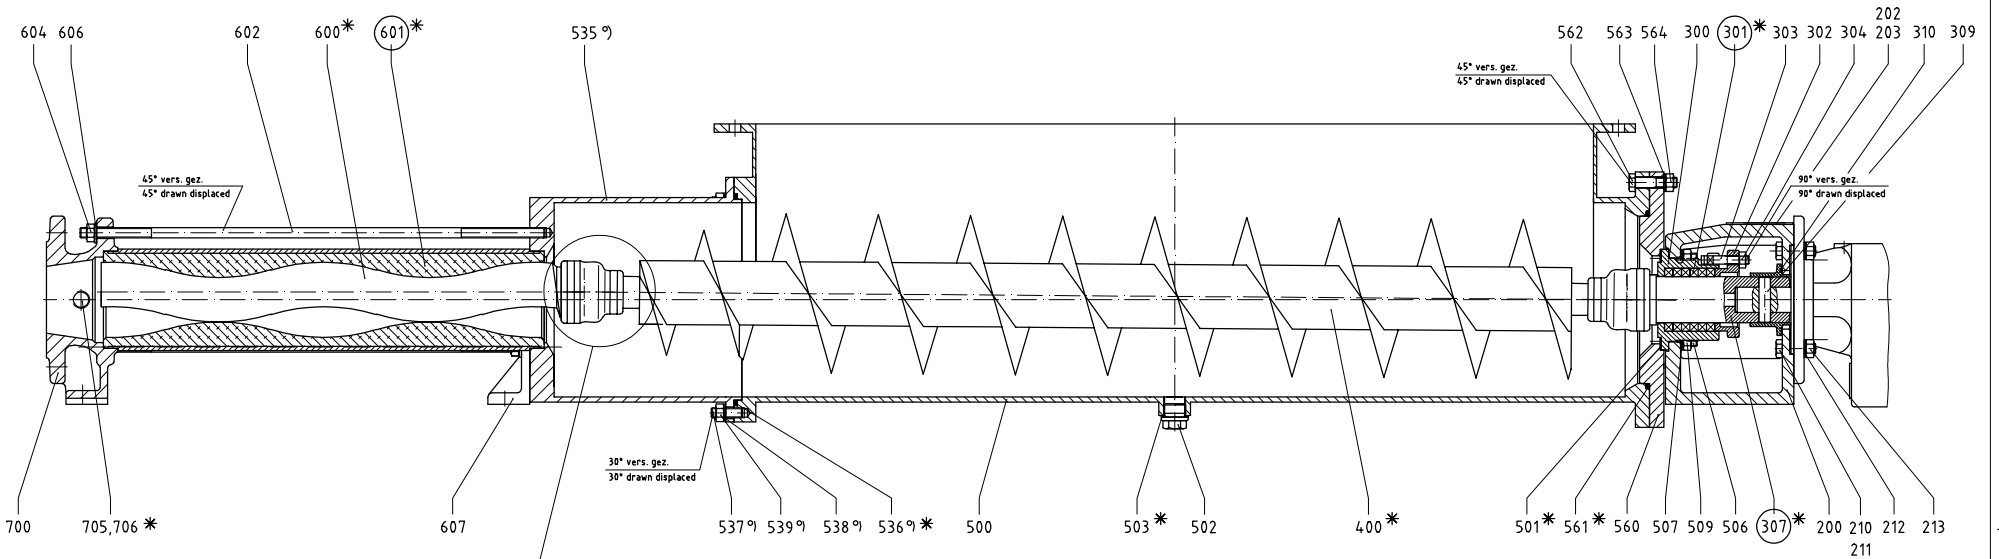 202
604 606 602 600* 601* 535 °) 562 563 564 300 301* 303 302 304 203 310 309
45° vers. gez.
45° drawn displaced
45° vers. gez.
45° drawn displaced
90° vers. gez.
90° drawn displaced
30° vers. gez.
30° drawn displaced
700 705,706 * 607 537°) 539°) 538°) 536°) * 500 503 * 502 400 * 501 * 561 * 560 507 509 506 307 * 200 210 212 213
211